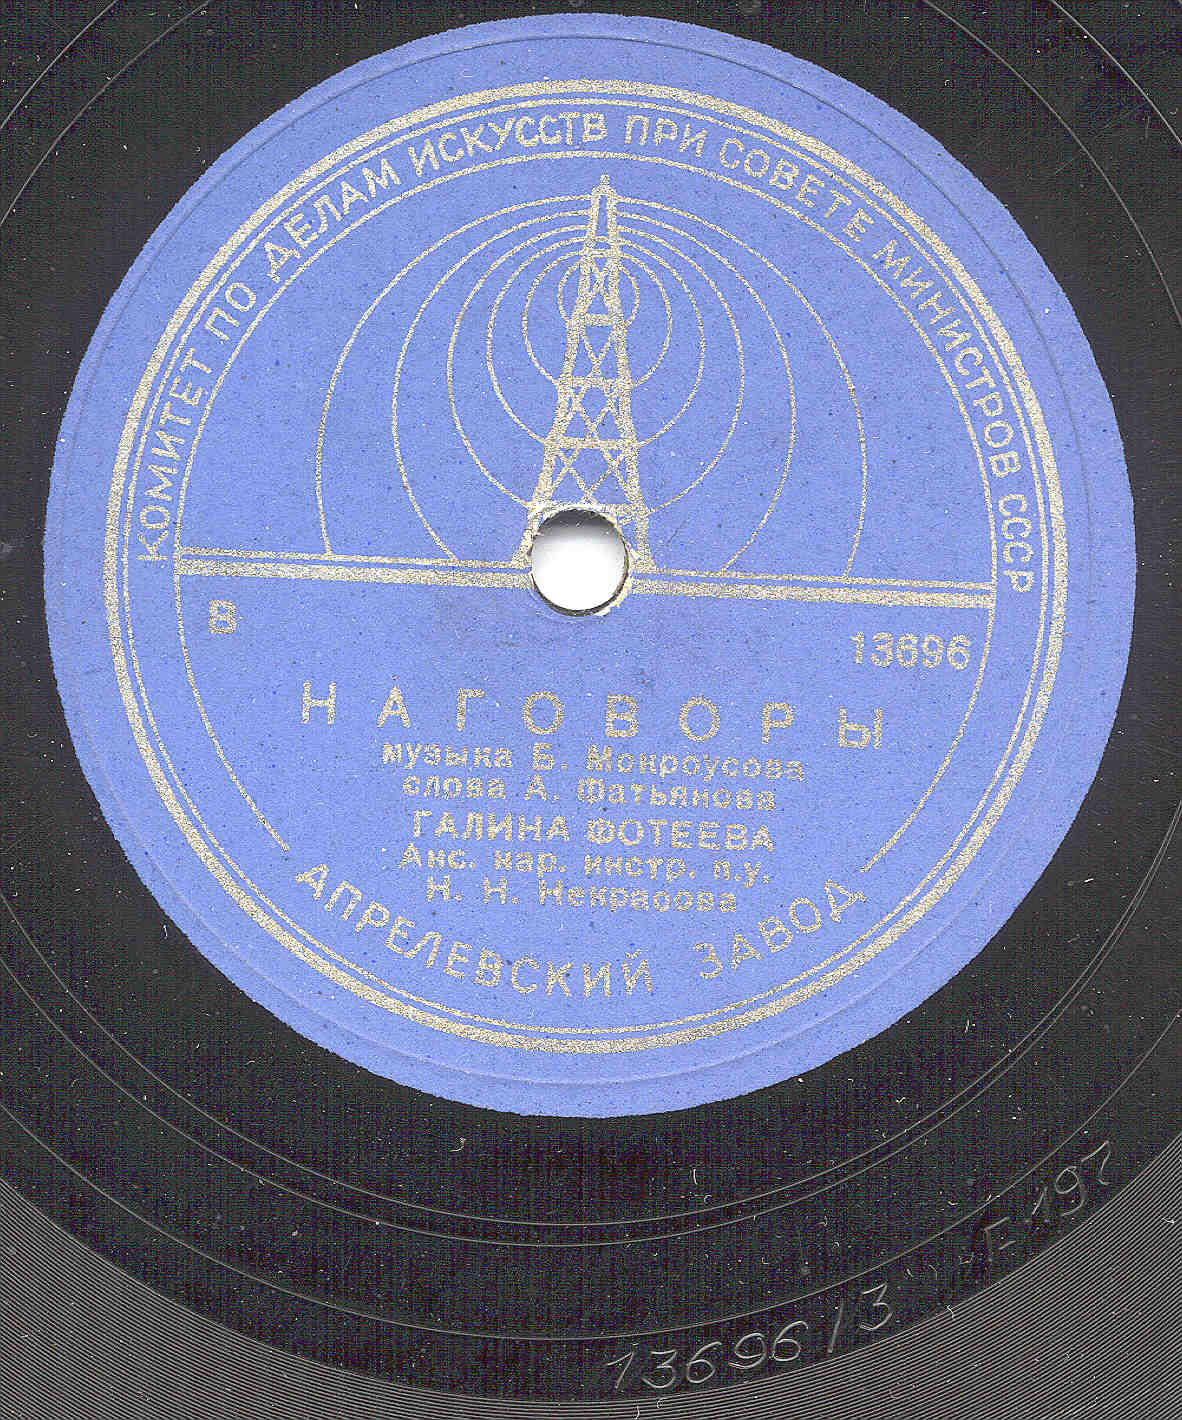 КОМИТЕТ ПО ДЕЛАМ ИСКУССТВ ПРИ СОВЕТЕ МИНИСТРОВ СССР
В 13696
НАГОВОРЫ
музыка Б. Мокроусова
слова А. Фатьянова
ГАЛИНА ФОТЕЕВА
Анс. нар. инстр. п.у.
Н. Н. Некрасова
АПРЕЛЕВСКИЙ ЗАВОД
13696/3